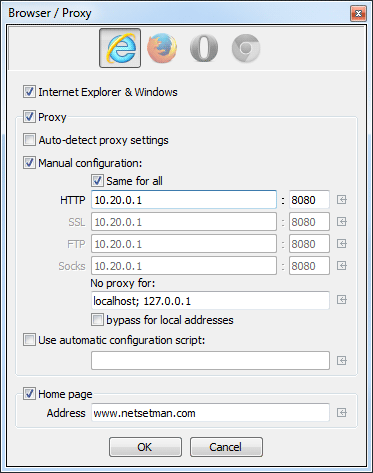 Browser / Proxy
Internet Explorer & Windows
Proxy
Auto-detect proxy settings
Manual configuration:
Same for all
HTTP 10.20.0.1 : 8080
SSL 10.20.0.1 : 8080
FTP 10.20.0.1 : 8080
Socks 10.20.0.1 : 8080
No proxy for:
localhost; 127.0.0.1
bypass for local addresses
Use automatic configuration script:
Home page
Address www.netsetman.com
OK Cancel